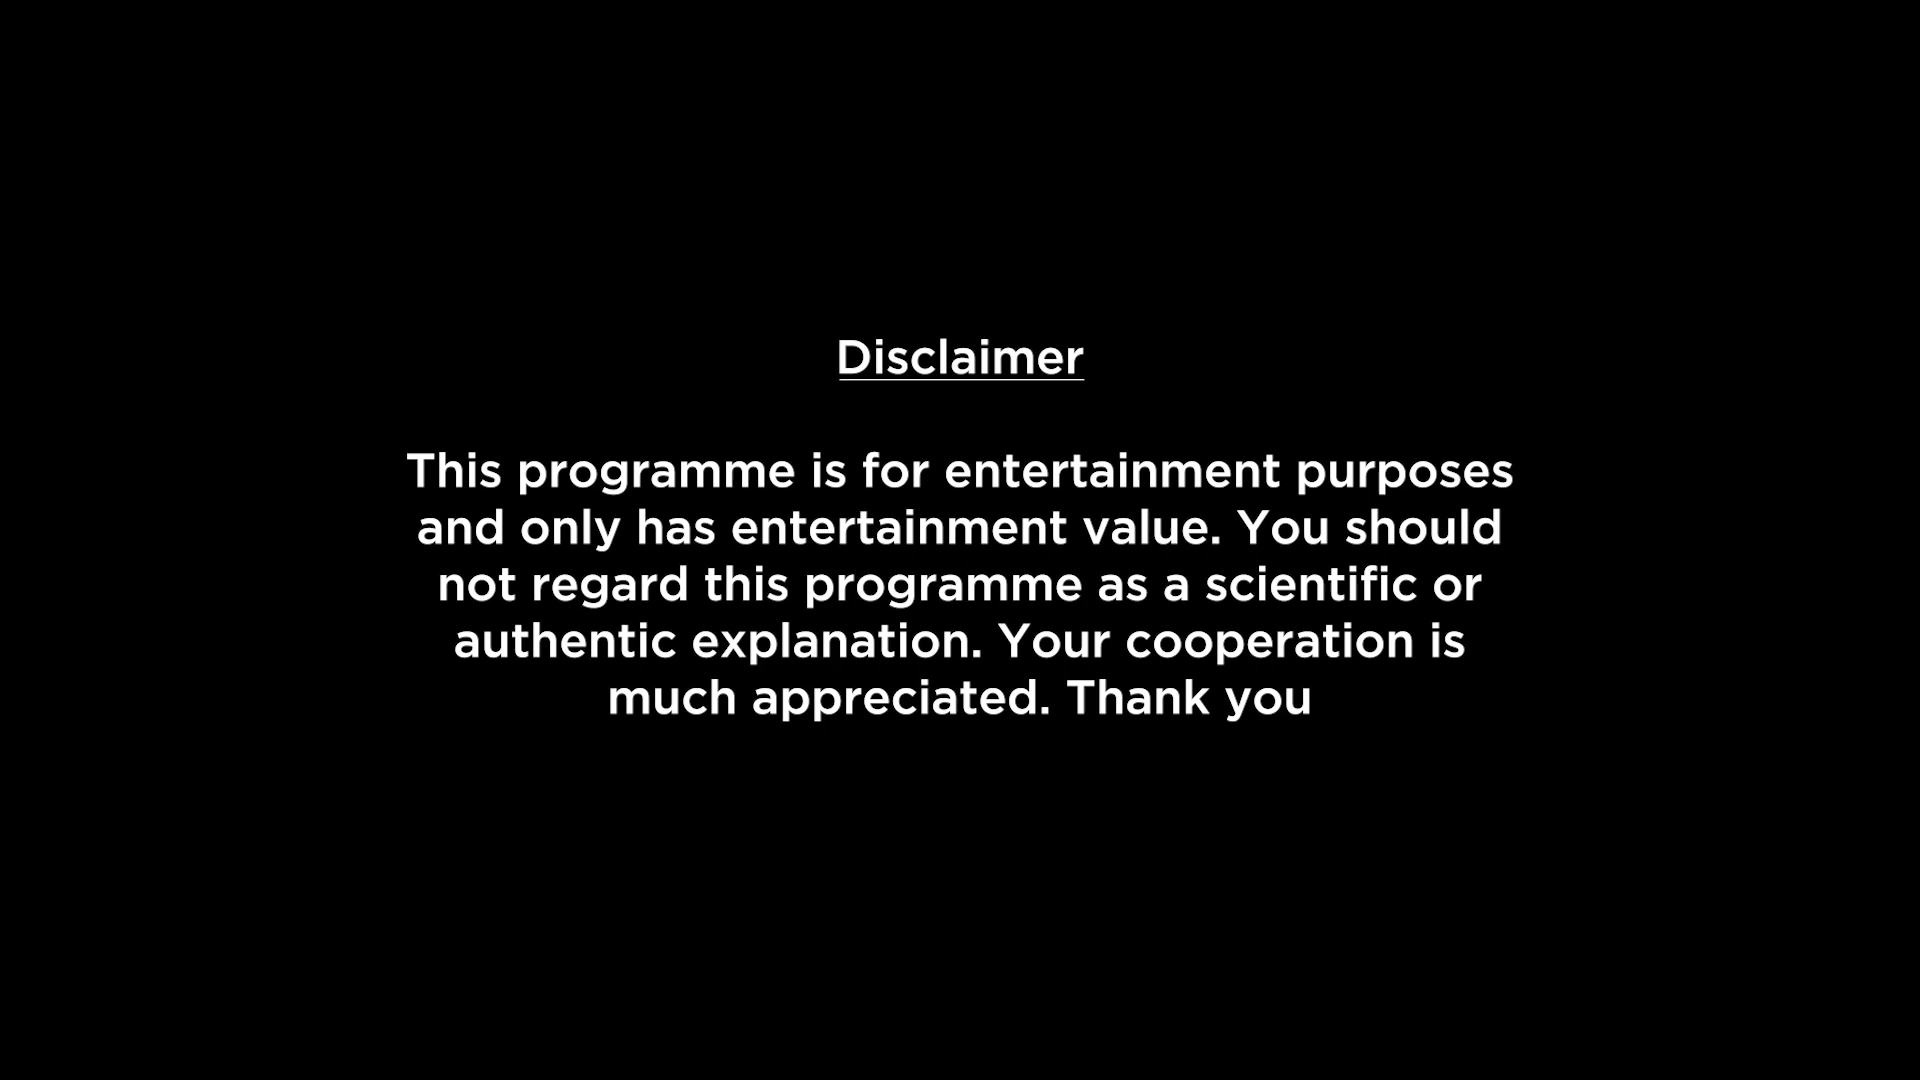 Disclaimer
This programme is for entertainment purposes
and only has entertainment value. You should
not regard this programme as a scientific or
authentic explanation. Your cooperation is
much appreciated. Thank you